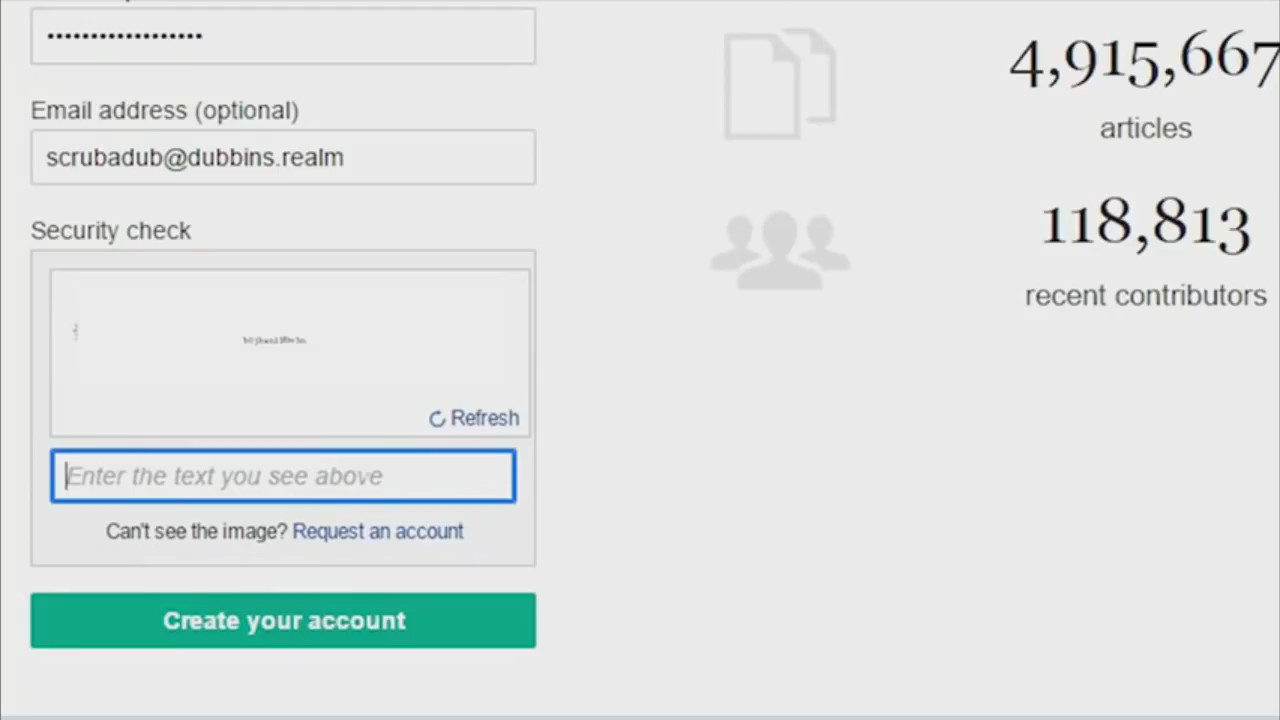 ••••••••••••••••••
Email address (optional)
scrubadub@dubbins.realm
Security check
Refresh
Enter the text you see above
Can't see the image? Request an account
Create your account
4,915,667
articles
118,813
recent contributors